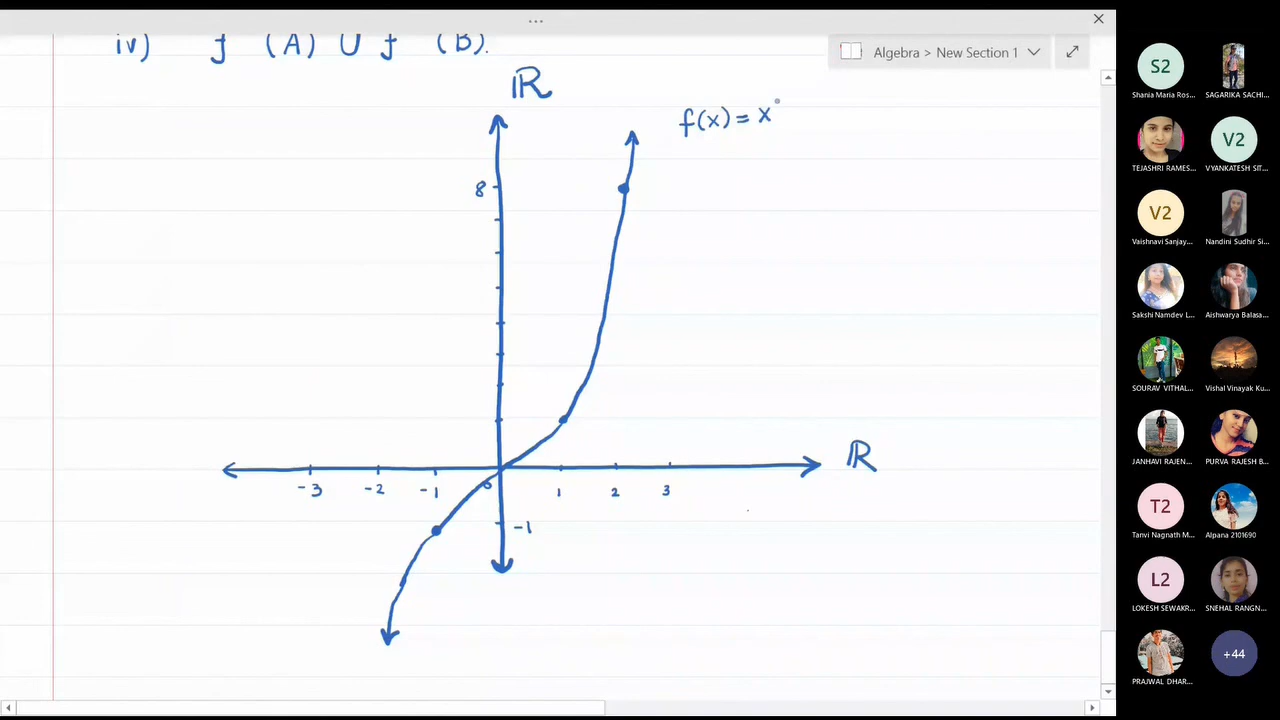 iv) f (A) ∪ f (B).
Algebra > New Section 1
ℝ
f(x) = x
8
ℝ
-3 -2 -1 0 1 2 3
-1
S2
Shania Maria Ros...
SAGARIKA SACHI...
TEJASHRI RAMES...
V2
VYANKATESH SIT...
V2
Vaishnavi Sanjay...
Nandini Sudhir Si...
Sakshi Namdev L...
Aishwarya Balasa...
SOURAV VITHAL...
Vishal Vinayak Ku...
JANHAVI RAJEN...
PURVA RAJESH B...
T2
Tanvi Nagnath M...
Alpana 2101690
L2
LOKESH SEWAKR...
SNEHAL RANGN...
PRAJWAL DHAR...
+44